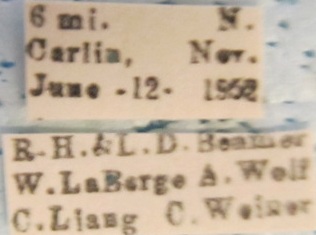 6 mi. N.
Carlin, Nev.
June -12- 1958
R.H.&L.D. Beamer
W.LaBerge A.Wolf
C.Liang C.Weiner